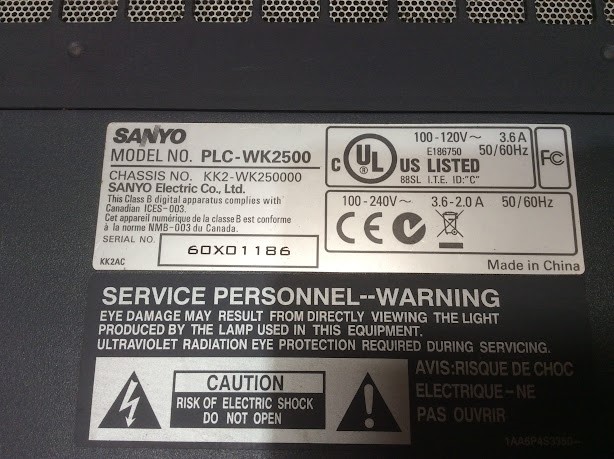 SANYO
MODEL NO. PLC-WK2500
CHASSIS NO. KK2-WK250000
SANYO Electric Co., Ltd.
This Class B digital apparatus complies with
Canadian ICES-003.
Cet appareil numérique de la classe B est conforme
à la norme NMB-003 du Canada.
SERIAL NO. 60X01186
KK2AC
100-120V~ 3.6A
E186750 50/60Hz
C UL US LISTED
88SL I.T.E. ID:"C"
FC
100-240V~ 3.6-2.0A 50/60Hz
CE
Made in China
SERVICE PERSONNEL--WARNING
EYE DAMAGE MAY RESULT FROM DIRECTLY VIEWING THE LIGHT
PRODUCED BY THE LAMP USED IN THIS EQUIPMENT.
ULTRAVIOLET RADIATION EYE PROTECTION REQUIRED DURING SERVICING.
CAUTION
RISK OF ELECTRIC SHOCK
DO NOT OPEN
AVIS:RISQUE DE CHOC
ELECTRIQUE-NE
PAS OUVRIR